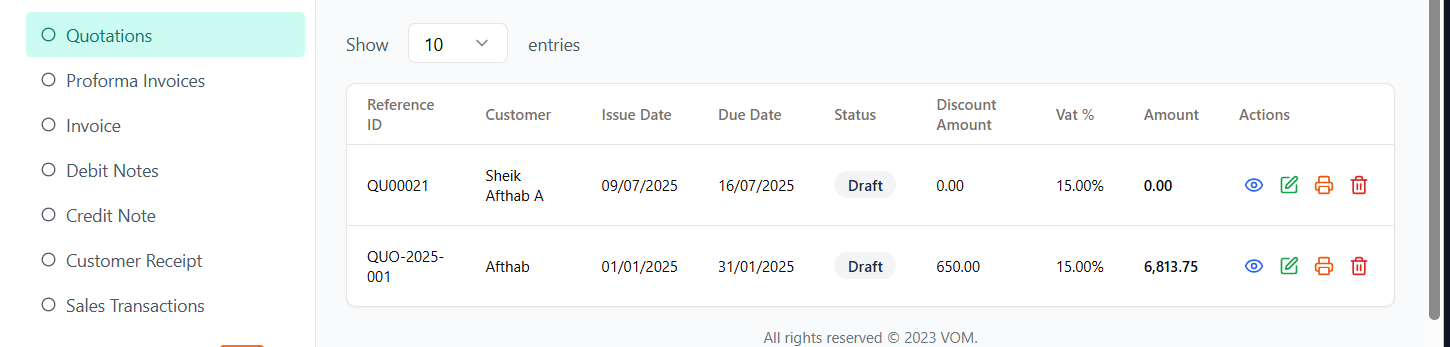 Quotations
Proforma Invoices
Invoice
Debit Notes
Credit Note
Customer Receipt
Sales Transactions
Show 10 entries
Reference ID Customer Issue Date Due Date Status Discount Amount Vat % Amount Actions
QU00021 Sheik Afthab A 09/07/2025 16/07/2025 Draft 0.00 15.00% 0.00
QUO-2025-001 Afthab 01/01/2025 31/01/2025 Draft 650.00 15.00% 6,813.75
All rights reserved © 2023 VOM.